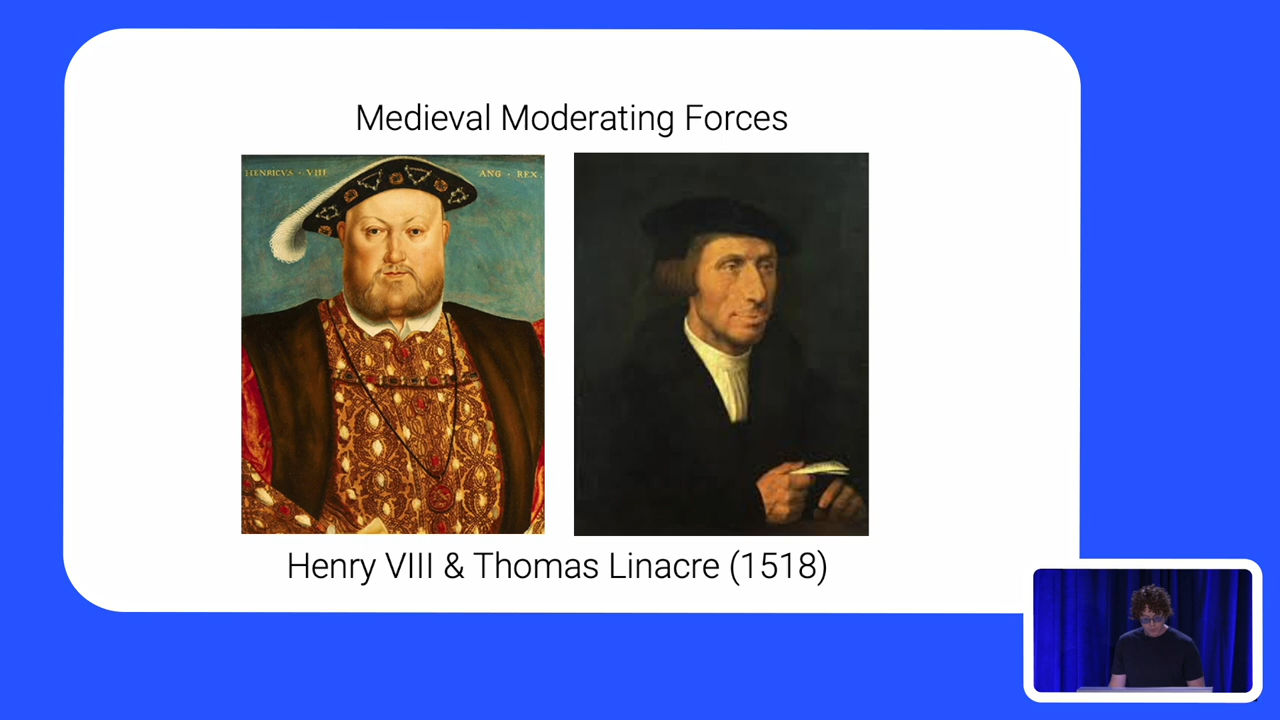 Medieval Moderating Forces
HENRICVS · VIII ANG · REX
Henry VIII & Thomas Linacre (1518)